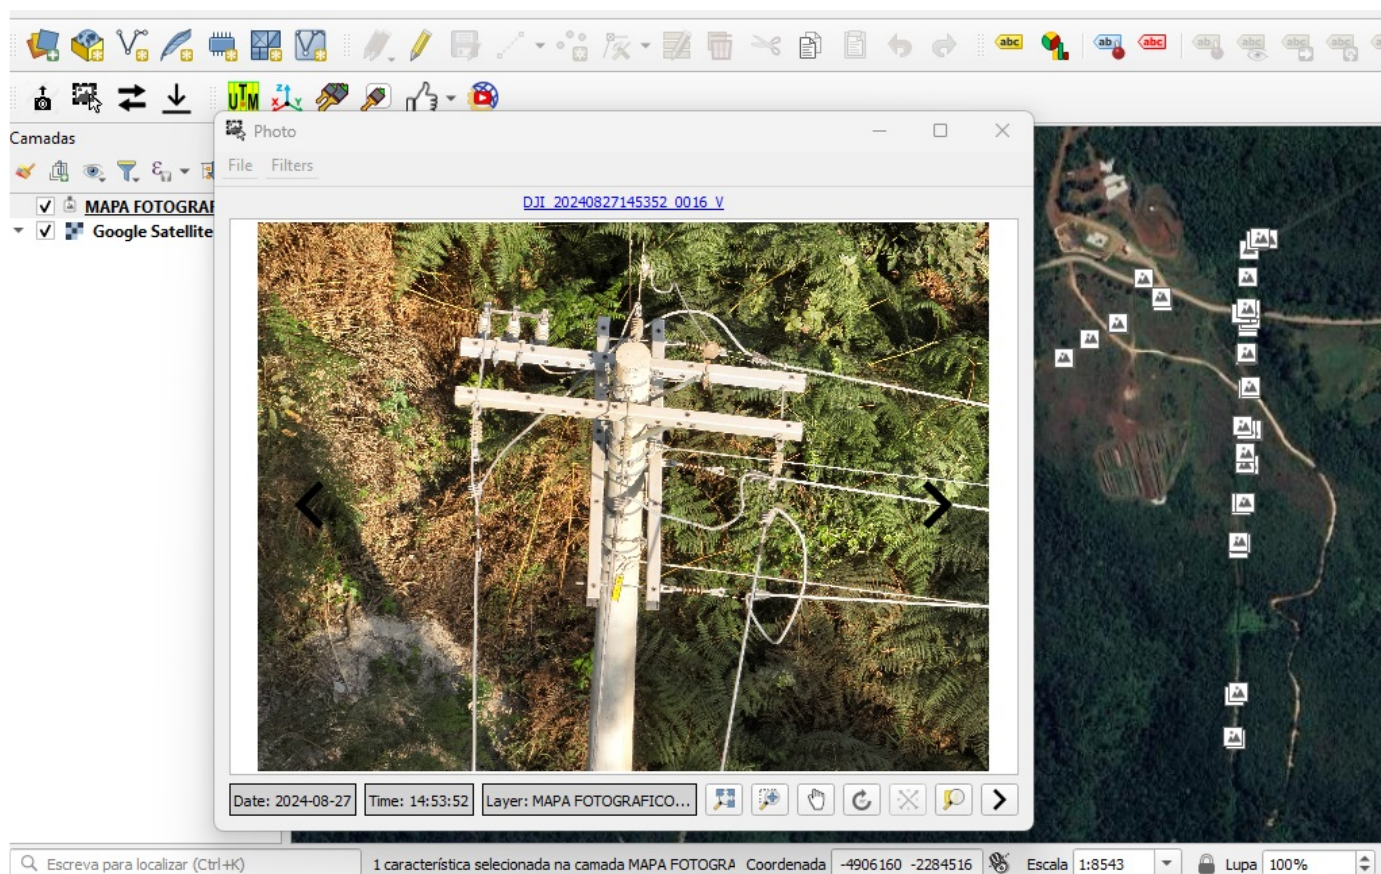 abc
ab
abc
UTM
Camadas
Photo
File Filters
DJI_20240827145352_0016_V
MAPA FOTOGRAF
Google Satellite
Date: 2024-08-27 Time: 14:53:52 Layer: MAPA FOTOGRAFICO...
Escreva para localizar (Ctrl+K) 1 característica selecionada na camada MAPA FOTOGRA Coordenada -4906160 -2284516 Escala 1:8543 Lupa 100%